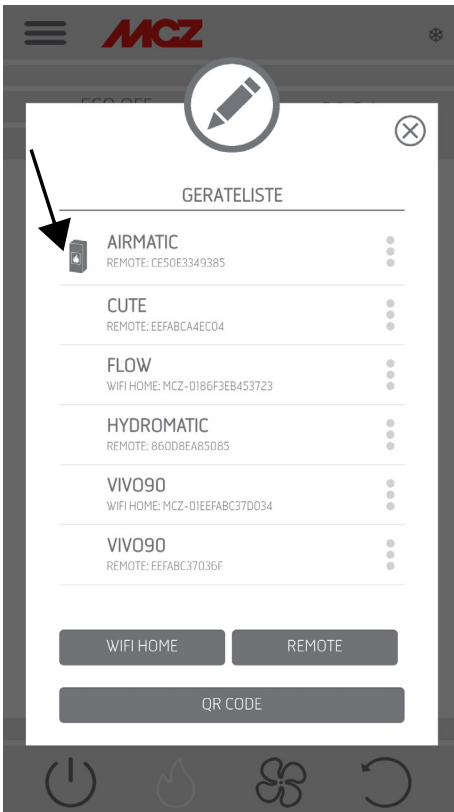 MCZ
GERATELISTE
AIRMATIC
REMOTE: CE50E3349385
CUTE
REMOTE: EEFABCA4EC04
FLOW
WIFI HOME: MCZ-0186F3EB453723
HYDROMATIC
REMOTE: 860D8EA85085
VIVO90
WIFI HOME: MCZ-01EEFABC37D034
VIVO90
REMOTE: EEFABC37036F
WIFI HOME
REMOTE
QR CODE